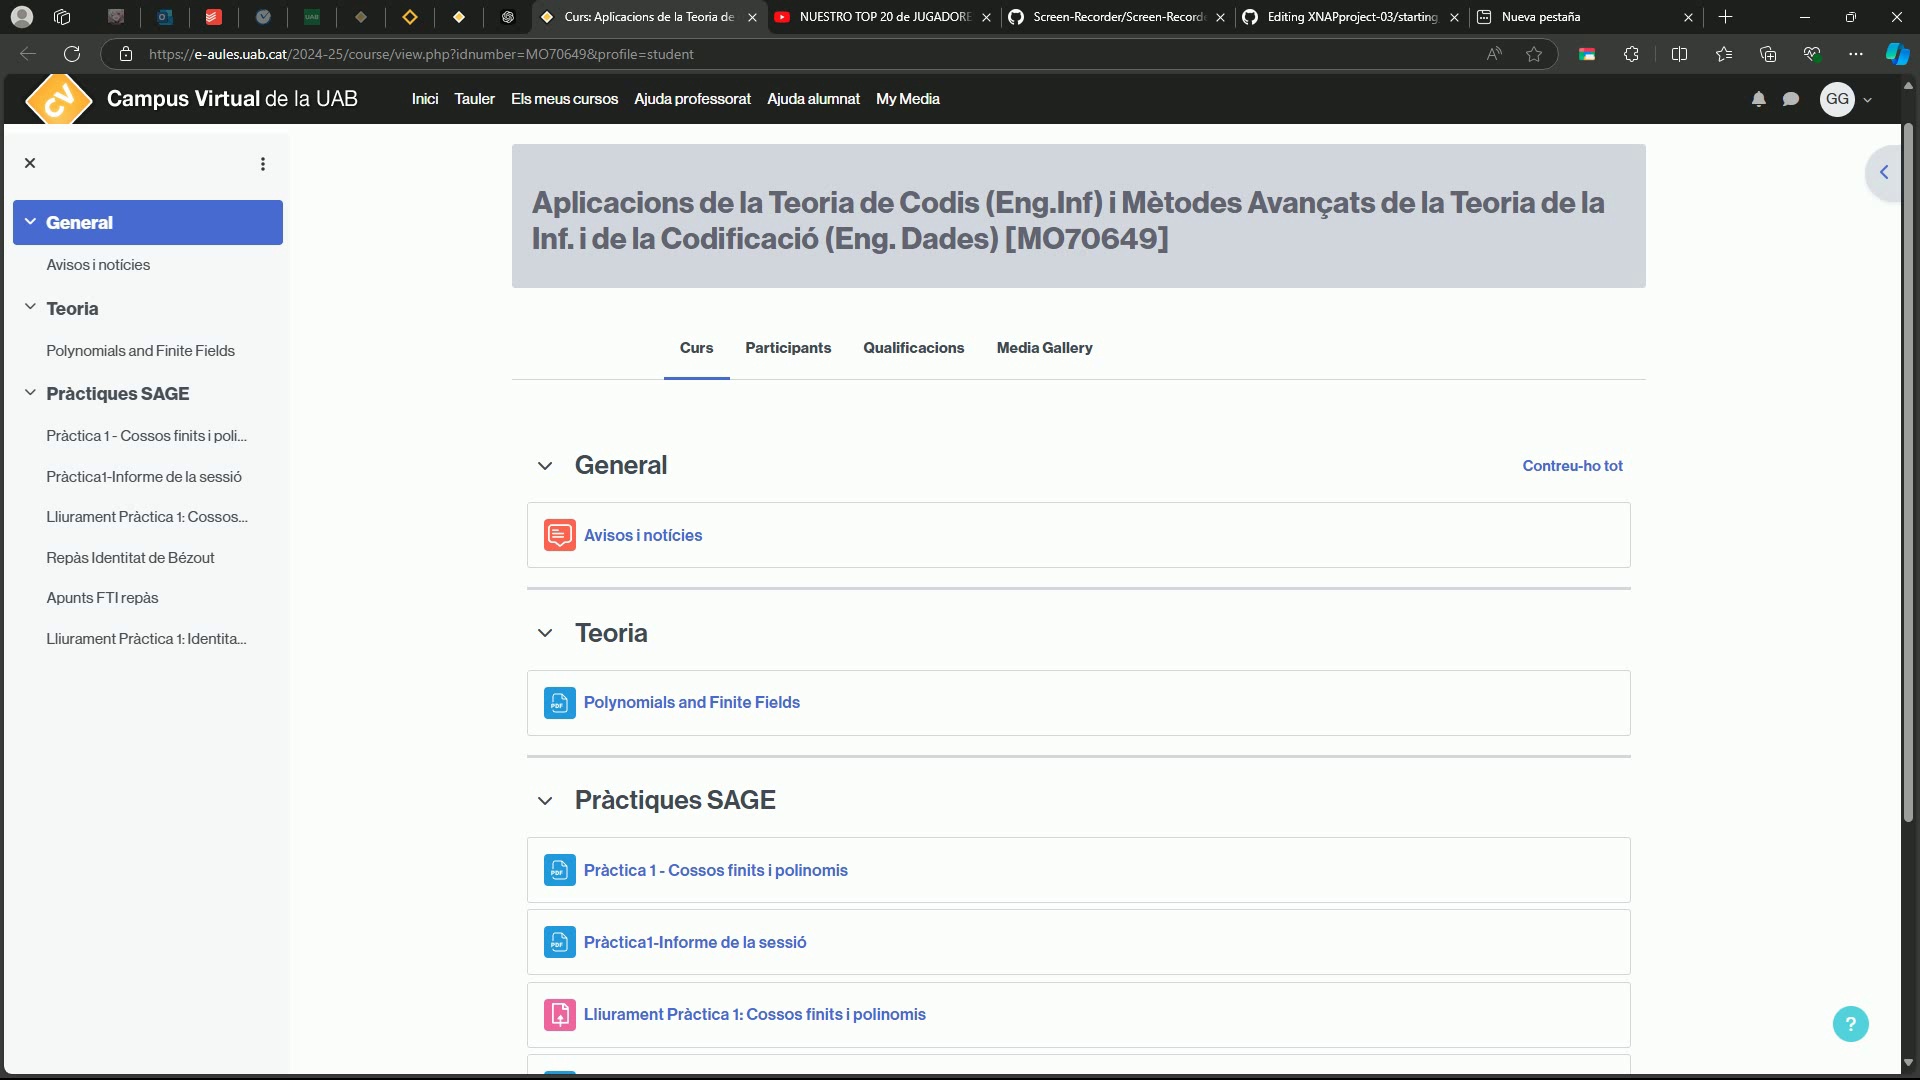 Curs: Aplicacions de la Teoria de
NUESTRO TOP 20 de JUGADORE
Screen-Recorder/Screen-Recorde
Editing XNAPproject-03/starting
Nueva pestaña
https://e-aules.uab.cat/2024-25/course/view.php?idnumber=MO70649&profile=student
CV
Campus Virtual de la UAB
Inici
Tauler
Els meus cursos
Ajuda professorat
Ajuda alumnat
My Media
GG
General
Avisos i notícies
Teoria
Polynomials and Finite Fields
Pràctiques SAGE
Pràctica 1 - Cossos finits i poli...
Pràctica1-Informe de la sessió
Lliurament Pràctica 1: Cossos...
Repàs Identitat de Bézout
Apunts FTI repàs
Lliurament Pràctica 1: Identita...
Aplicacions de la Teoria de Codis (Eng.Inf) i Mètodes Avançats de la Teoria de la
Inf. i de la Codificació (Eng. Dades) [MO70649]
Curs
Participants
Qualificacions
Media Gallery
General
Contreu-ho tot
Avisos i notícies
Teoria
PDF
Polynomials and Finite Fields
Pràctiques SAGE
PDF
Pràctica 1 - Cossos finits i polinomis
PDF
Pràctica1-Informe de la sessió
Lliurament Pràctica 1: Cossos finits i polinomis
?